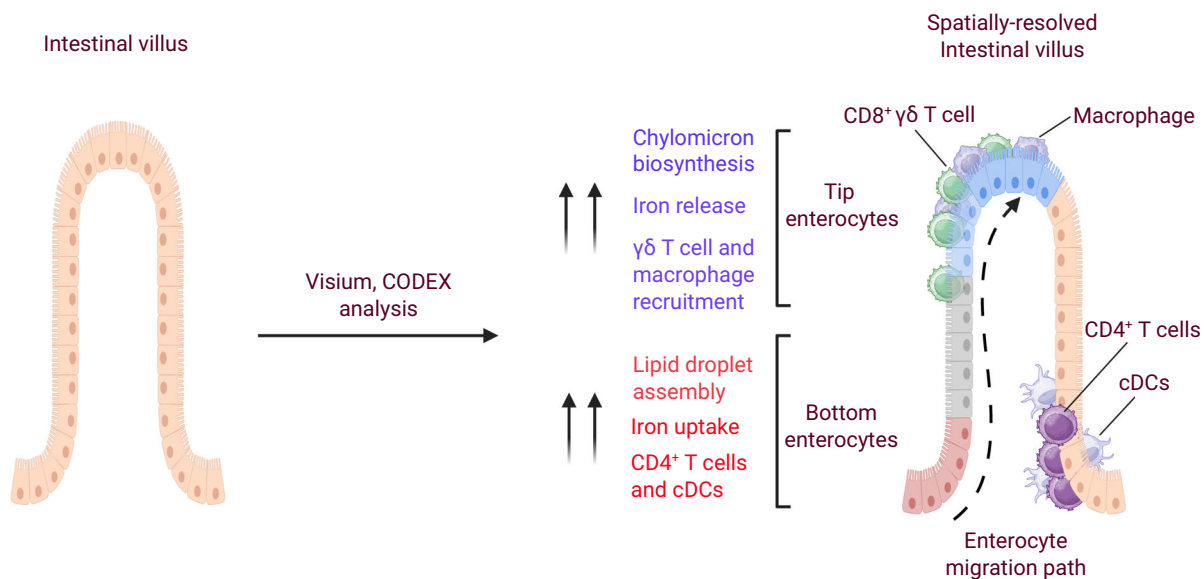 Intestinal villus
Visium, CODEX
analysis
Chylomicron
biosynthesis
Iron release
γδ T cell and
macrophage
recruitment
Tip
enterocytes
Lipid droplet
assembly
Iron uptake
CD4⁺ T cells
and cDCs
Bottom
enterocytes
Spatially-resolved
Intestinal villus
CD8⁺ γδ T cell
Macrophage
CD4⁺ T cells
cDCs
Enterocyte
migration path